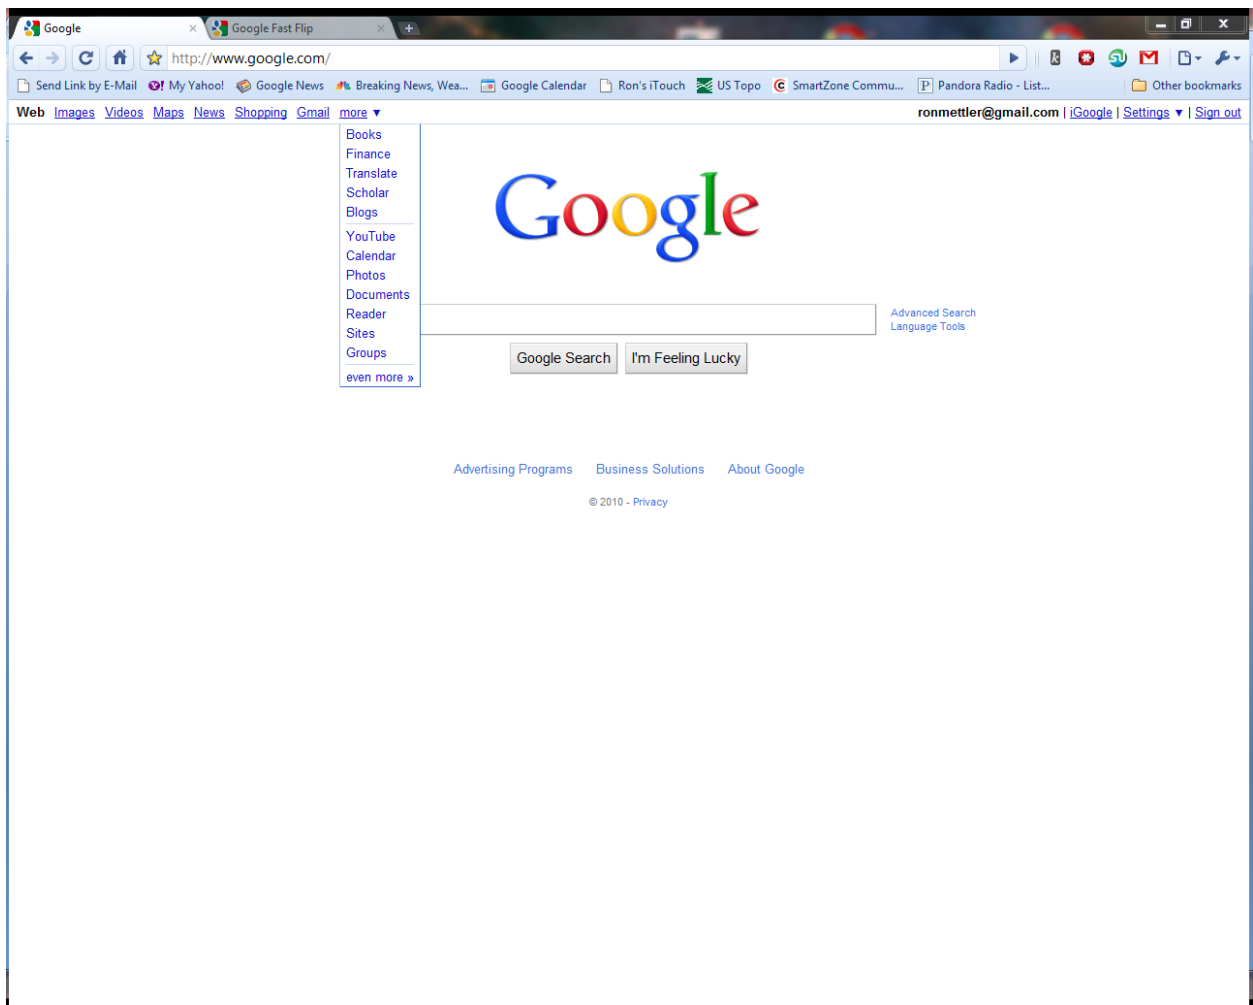 Google Google Fast Flip
http://www.google.com/
Send Link by E-Mail My Yahoo! Google News Breaking News, Wea... Google Calendar Ron's iTouch US Topo SmartZone Commu... Pandora Radio - List... Other bookmarks
Web Images Videos Maps News Shopping Gmail more ▼ ronmettler@gmail.com | iGoogle | Settings ▼ | Sign out
Books
Finance
Translate
Scholar
Blogs
YouTube
Calendar
Photos
Documents
Reader
Sites
Groups
even more »
Google
Advanced Search
Language Tools
Google Search I'm Feeling Lucky
Advertising Programs Business Solutions About Google
© 2010 - Privacy